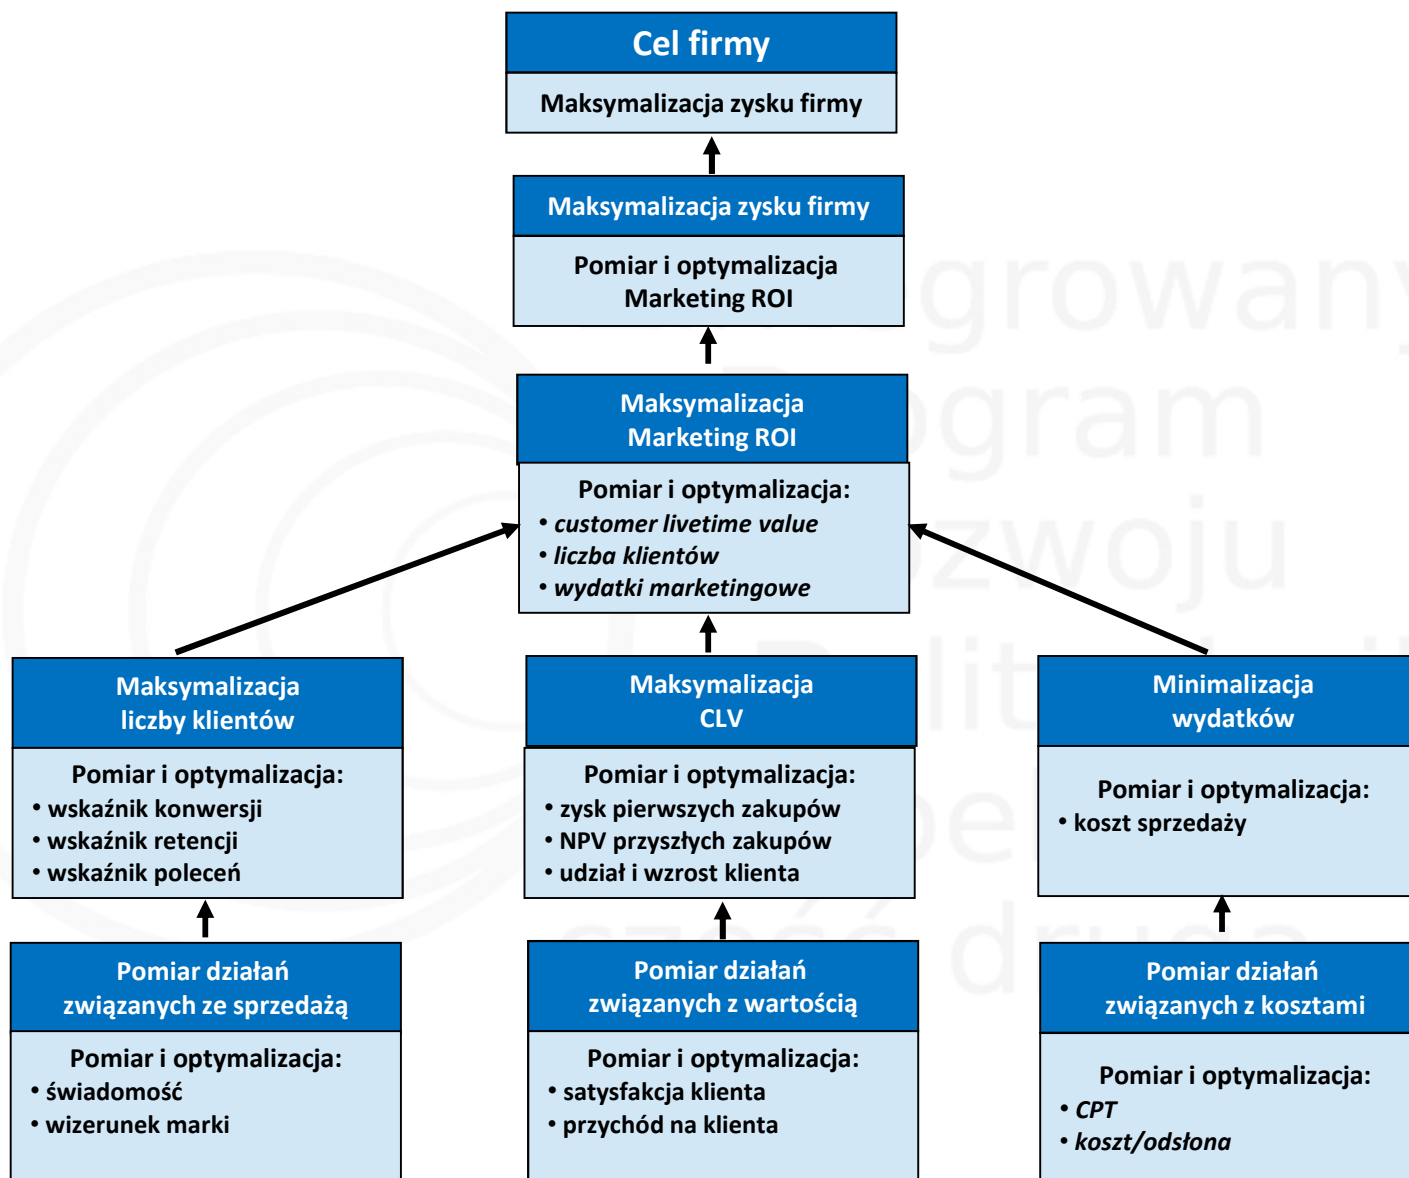 Cel firmy
Maksymalizacja zysku firmy
Maksymalizacja zysku firmy
Pomiar i optymalizacja
Marketing ROI
Maksymalizacja
Marketing ROI
Pomiar i optymalizacja:
• customer livetime value
• liczba klientów
• wydatki marketingowe
Maksymalizacja
liczby klientów
Pomiar i optymalizacja:
• wskaźnik konwersji
• wskaźnik retencji
• wskaźnik poleceń
Maksymalizacja
CLV
Pomiar i optymalizacja:
• zysk pierwszych zakupów
• NPV przyszłych zakupów
• udział i wzrost klienta
Minimalizacja
wydatków
Pomiar i optymalizacja:
• koszt sprzedaży
Pomiar działań
związanych ze sprzedażą
Pomiar i optymalizacja:
• świadomość
• wizerunek marki
Pomiar działań
związanych z wartością
Pomiar i optymalizacja:
• satysfakcja klienta
• przychód na klienta
Pomiar działań
związanych z kosztami
Pomiar i optymalizacja:
• CPT
• koszt/odsłona